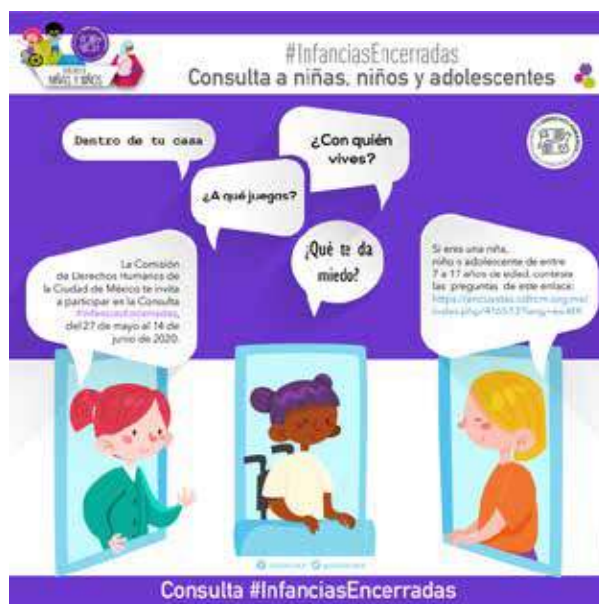 NIÑAS Y NIÑOS
#InfanciasEncerradas
Consulta a niñas, niños y adolescentes
Dentro de tu casa
¿Con quién
vives?
¿A qué juegas?
¿Qué te da
miedo?
La Comisión
de Derechos Humanos de
la Ciudad de México te invita
a participar en la Consulta
#InfanciasEncerradas,
del 27 de mayo al 14 de
junio de 2020.
Si eres una niña,
niño o adolescente de entre
7 a 17 años de edad, contesta
las preguntas de este enlace:
Consulta #InfanciasEncerradas